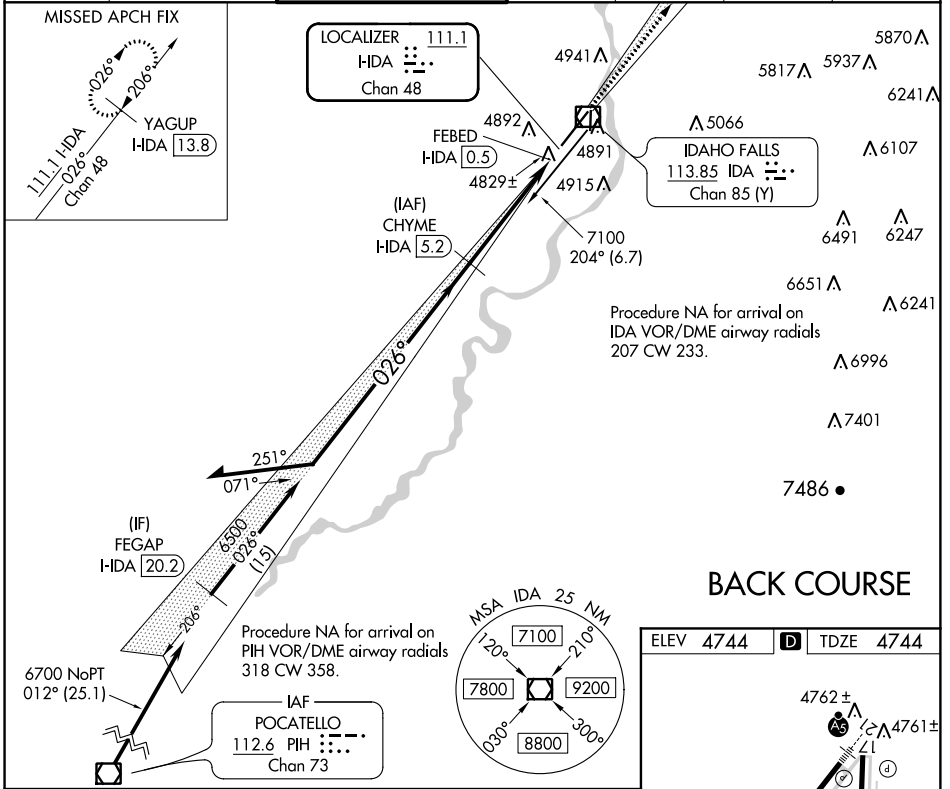 MISSED APCH FIX
026°
206°
YAGUP
I-IDA 13.8
111.1 I-IDA
026°
Chan 48
LOCALIZER 111.1
I-IDA
Chan 48
4941
5870
5817
5937
6241
4892
FEBED
I-IDA 0.5
4829±
4891
4915
5066
IDAHO FALLS
113.85 IDA
Chan 85 (Y)
6107
(IAF)
CHYME
I-IDA 5.2
7100
204° (6.7)
6491
6247
6651
6241
Procedure NA for arrival on
IDA VOR/DME airway radials
207 CW 233.
6996
026°
7401
251°
071°
7486
(IF)
FEGAP
I-IDA 20.2
6500
026°
(15)
206°
BACK COURSE
Procedure NA for arrival on
PIH VOR/DME airway radials
318 CW 358.
6700 NoPT
012° (25.1)
IAF
POCATELLO
112.6 PIH
Chan 73
MSA IDA 25 NM
120°
7100
210°
7800
9200
030°
8800
300°
ELEV 4744 D TDZE 4744
4762±
A5
4761±
17
P
P